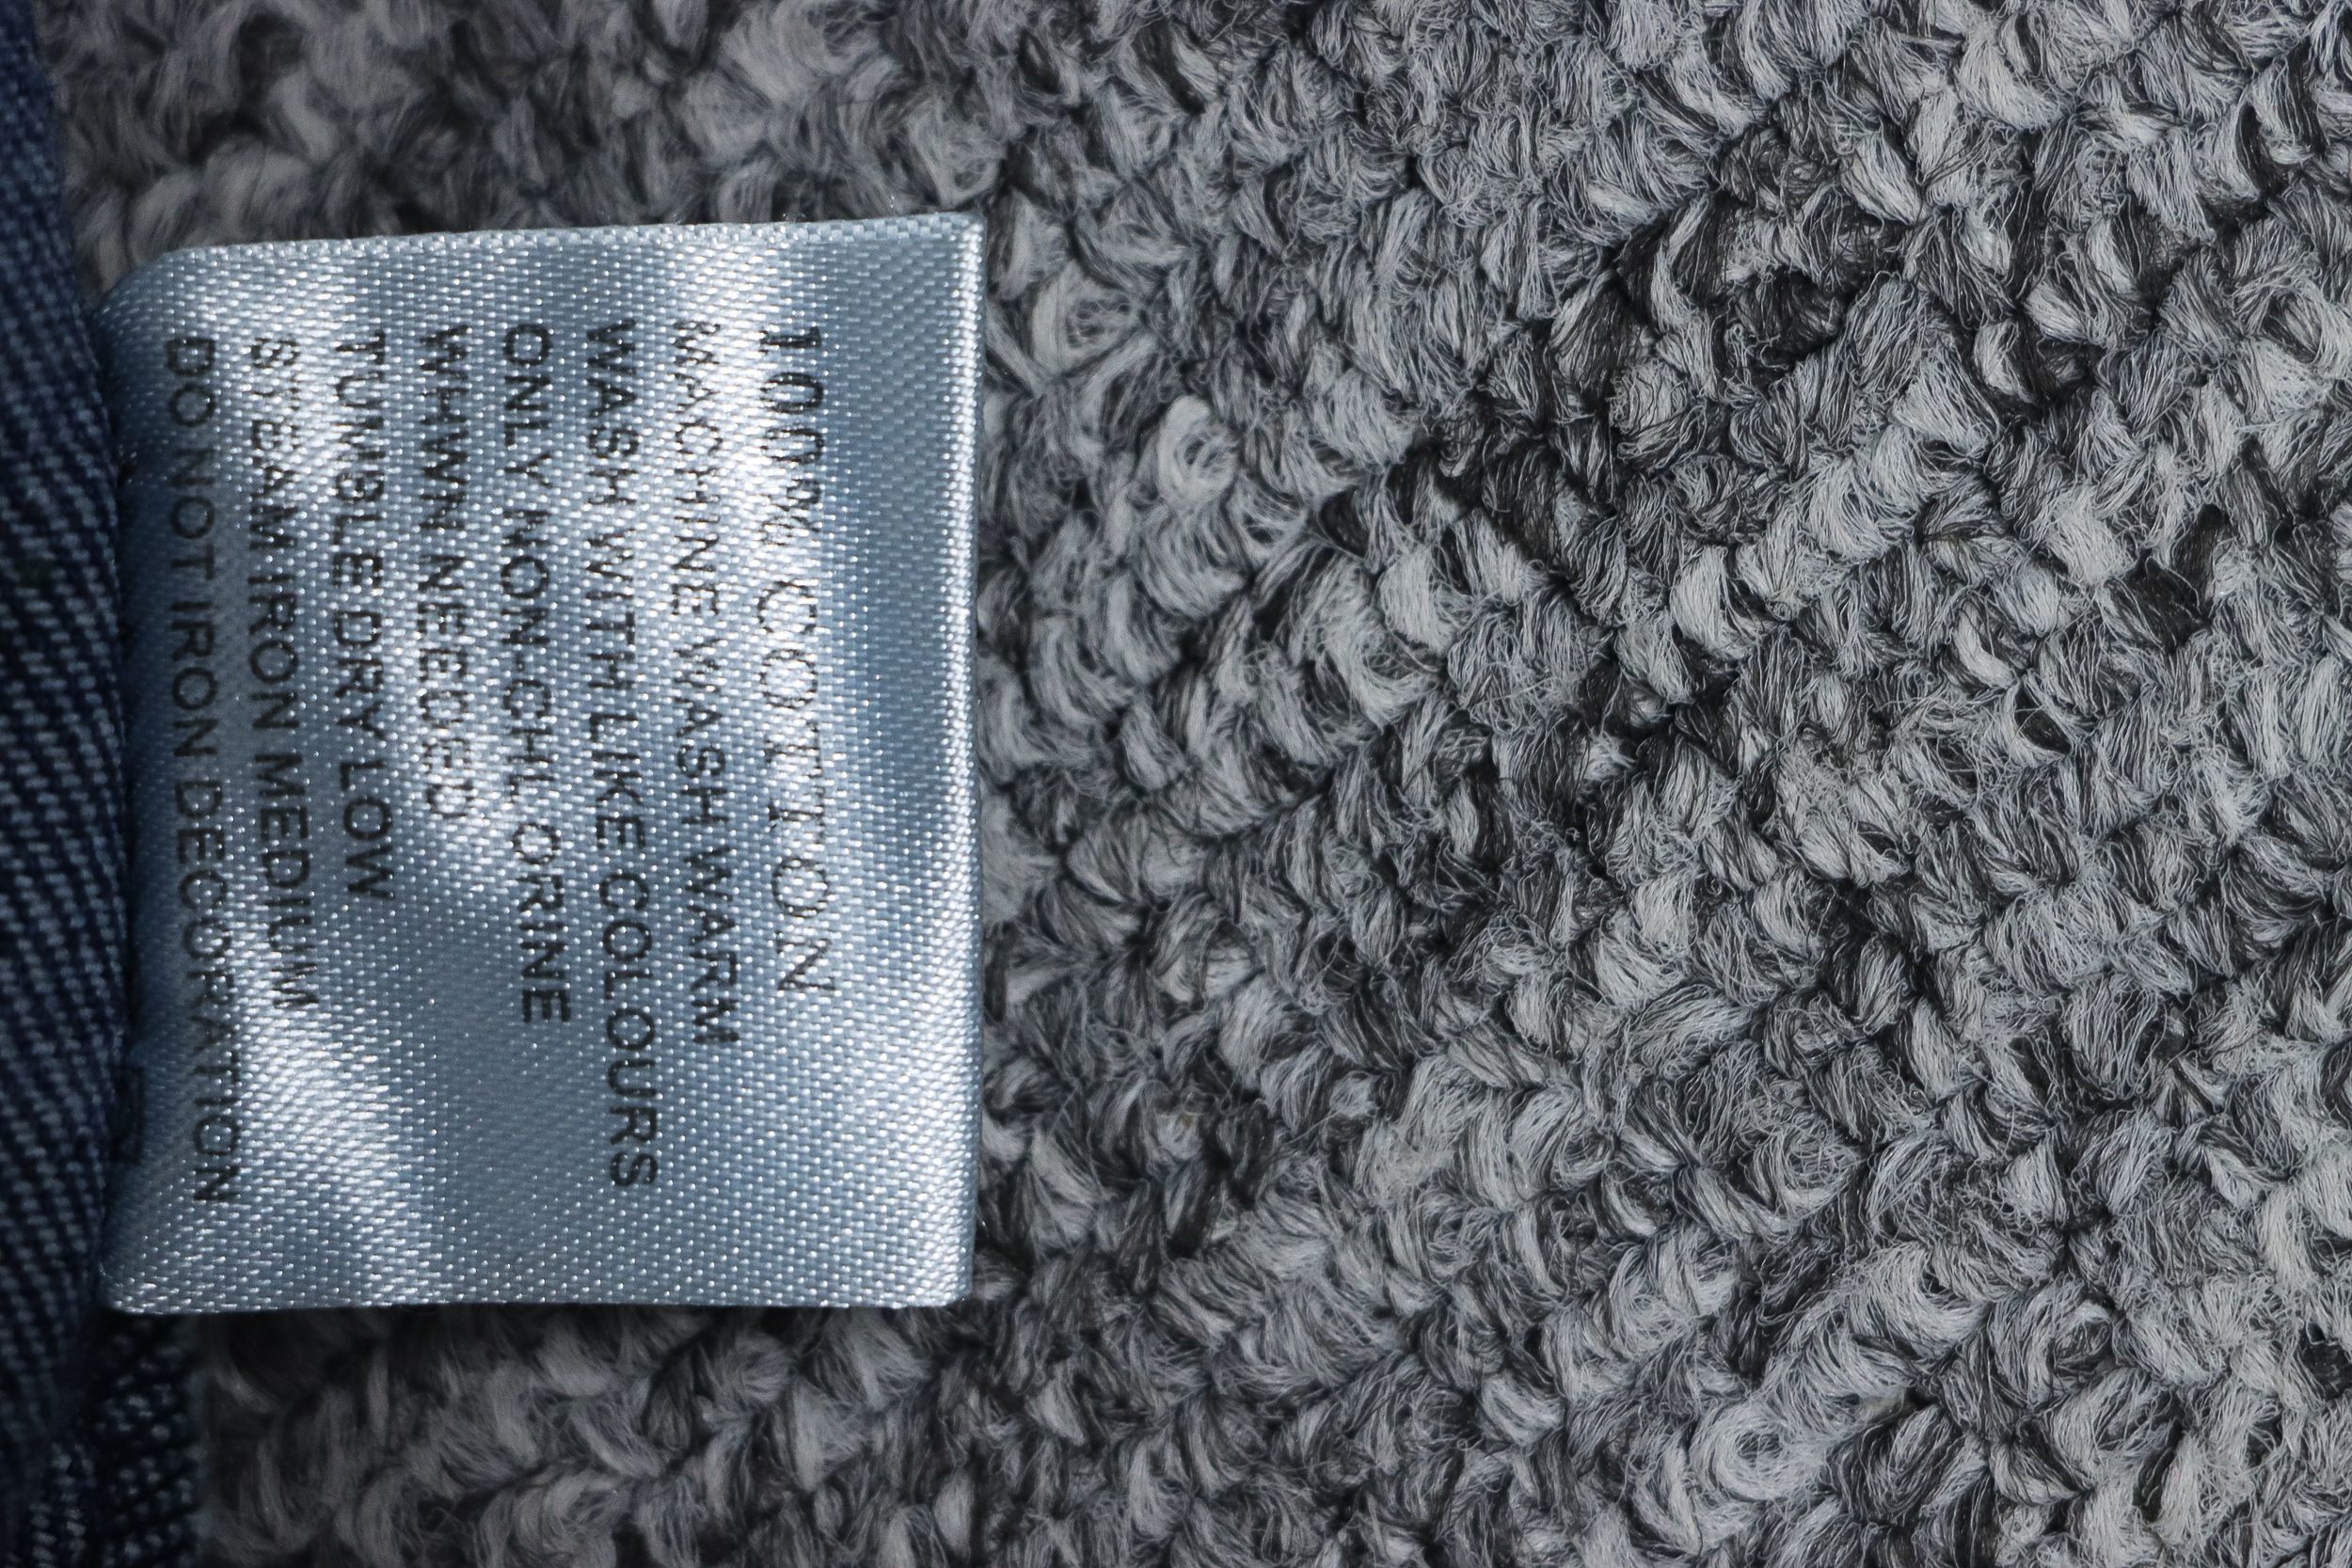 100% COTTON
MACHINE WASH WARM
WASH WITH LIKE COLOURS
ONLY NON-CHLORINE
WHWN NEEDED
TUMBLE DRY LOW
STEAM IRON MEDIUM
DO NOT IRON DECORATION